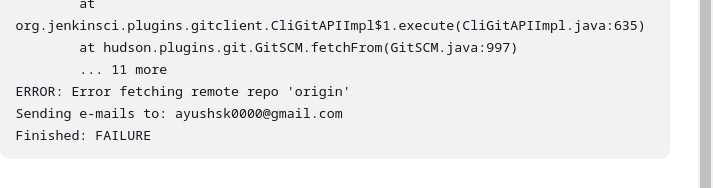 at
org.jenkinsci.plugins.gitclient.CliGitAPIImpl$1.execute(CliGitAPIImpl.java:635)
at hudson.plugins.git.GitSCM.fetchFrom(GitSCM.java:997)
... 11 more
ERROR: Error fetching remote repo 'origin'
Sending e-mails to: ayushsk0000@gmail.com
Finished: FAILURE